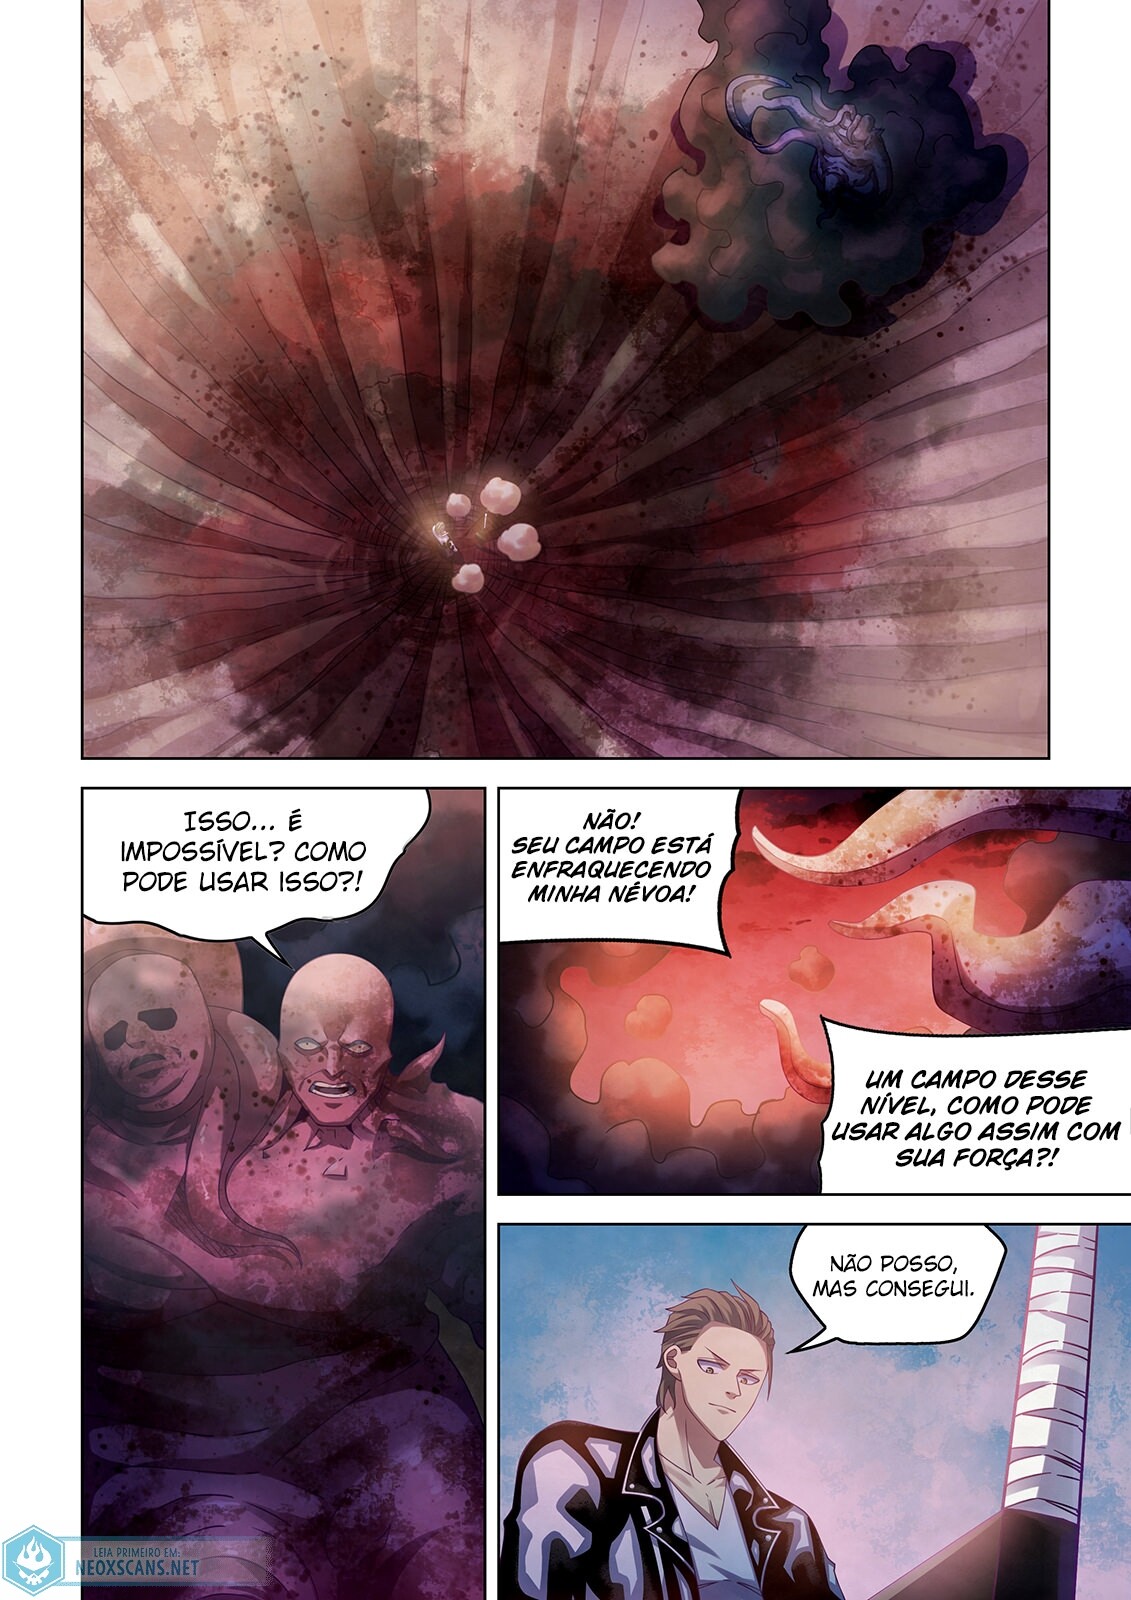 ISSO... É
IMPOSSÍVEL? COMO
PODE USAR ISSO?!
NÃO!
SEU CAMPO ESTÁ
ENFRAQUECENDO
MINHA NÉVOA!
UM CAMPO DESSE
NÍVEL, COMO PODE
USAR ALGO ASSIM COM
SUA FORÇA?!
NÃO POSSO,
MAS CONSEGUI.
LEIA PRIMEIRO EM:
NEOXSCANS.NET